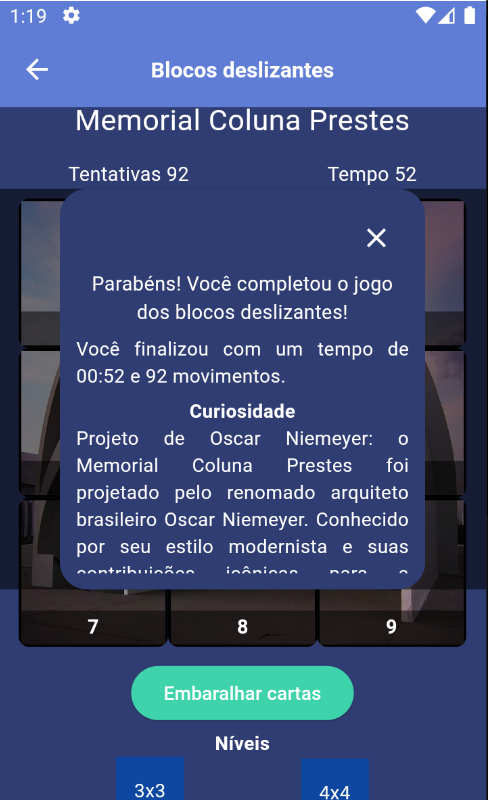 1:19
Blocos deslizantes
Memorial Coluna Prestes
Tentativas 92
Tempo 52
Parabéns! Você completou o jogo
dos blocos deslizantes!
Você finalizou com um tempo de
00:52 e 92 movimentos.
Curiosidade
Projeto de Oscar Niemeyer: o
Memorial Coluna Prestes foi
projetado pelo renomado arquiteto
brasileiro Oscar Niemeyer. Conhecido
por seu estilo modernista e suas
contribuições icônicas para a
7
8
9
Embaralhar cartas
Níveis
3x3
4x4